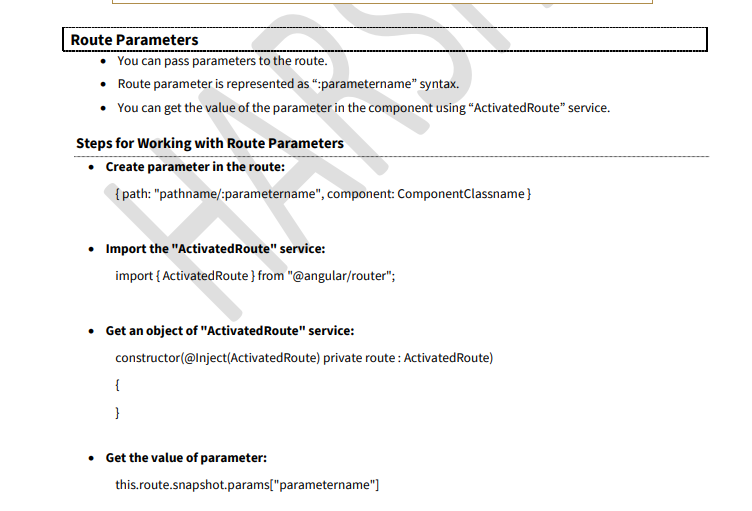 Route Parameters
• You can pass parameters to the route.
• Route parameter is represented as “:parametername” syntax.
• You can get the value of the parameter in the component using “ActivatedRoute” service.
Steps for Working with Route Parameters
• Create parameter in the route:
{ path: "pathname/:parametername", component: ComponentClassname }
• Import the "ActivatedRoute" service:
import { ActivatedRoute } from "@angular/router";
• Get an object of "ActivatedRoute" service:
constructor(@Inject(ActivatedRoute) private route : ActivatedRoute)
{
}
• Get the value of parameter:
this.route.snapshot.params["parametername"]